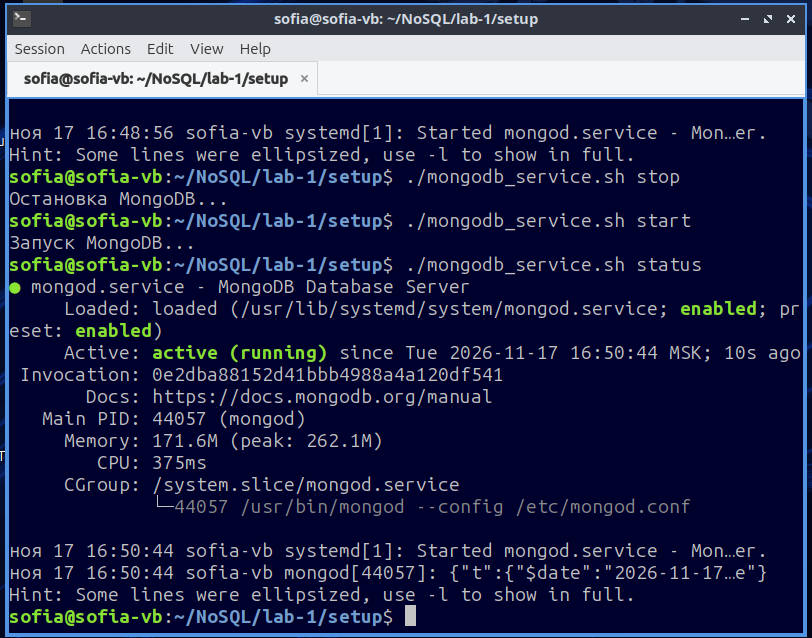 sofia@sofia-vb: ~/NoSQL/lab-1/setup
Session Actions Edit View Help
sofia@sofia-vb: ~/NoSQL/lab-1/setup ×
ноя 17 16:48:56 sofia-vb systemd[1]: Started mongod.service - Mon…er.
Hint: Some lines were ellipsized, use -l to show in full.
sofia@sofia-vb:~/NoSQL/lab-1/setup$ ./mongodb_service.sh stop
Остановка MongoDB...
sofia@sofia-vb:~/NoSQL/lab-1/setup$ ./mongodb_service.sh start
Запуск MongoDB...
sofia@sofia-vb:~/NoSQL/lab-1/setup$ ./mongodb_service.sh status
● mongod.service - MongoDB Database Server
Loaded: loaded (/usr/lib/systemd/system/mongod.service; enabled; pr
eset: enabled)
Active: active (running) since Tue 2026-11-17 16:50:44 MSK; 10s ago
Invocation: 0e2dba88152d41bbb4988a4a120df541
Docs: https://docs.mongodb.org/manual
Main PID: 44057 (mongod)
Memory: 171.6M (peak: 262.1M)
CPU: 375ms
CGroup: /system.slice/mongod.service
└─44057 /usr/bin/mongod --config /etc/mongod.conf
ноя 17 16:50:44 sofia-vb systemd[1]: Started mongod.service - Mon…er.
ноя 17 16:50:44 sofia-vb mongod[44057]: {"t":{"$date":"2026-11-17…e"}
Hint: Some lines were ellipsized, use -l to show in full.
sofia@sofia-vb:~/NoSQL/lab-1/setup$